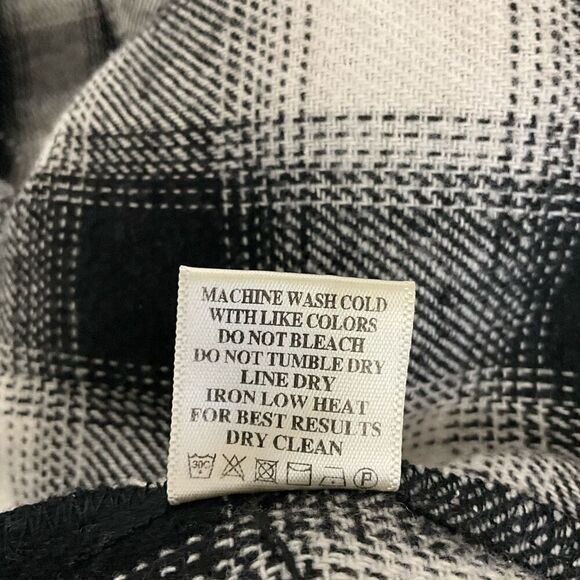 MACHINE WASH COLD
WITH LIKE COLORS
DO NOT BLEACH
DO NOT TUMBLE DRY
LINE DRY
IRON LOW HEAT
FOR BEST RESULTS
DRY CLEAN
30C P